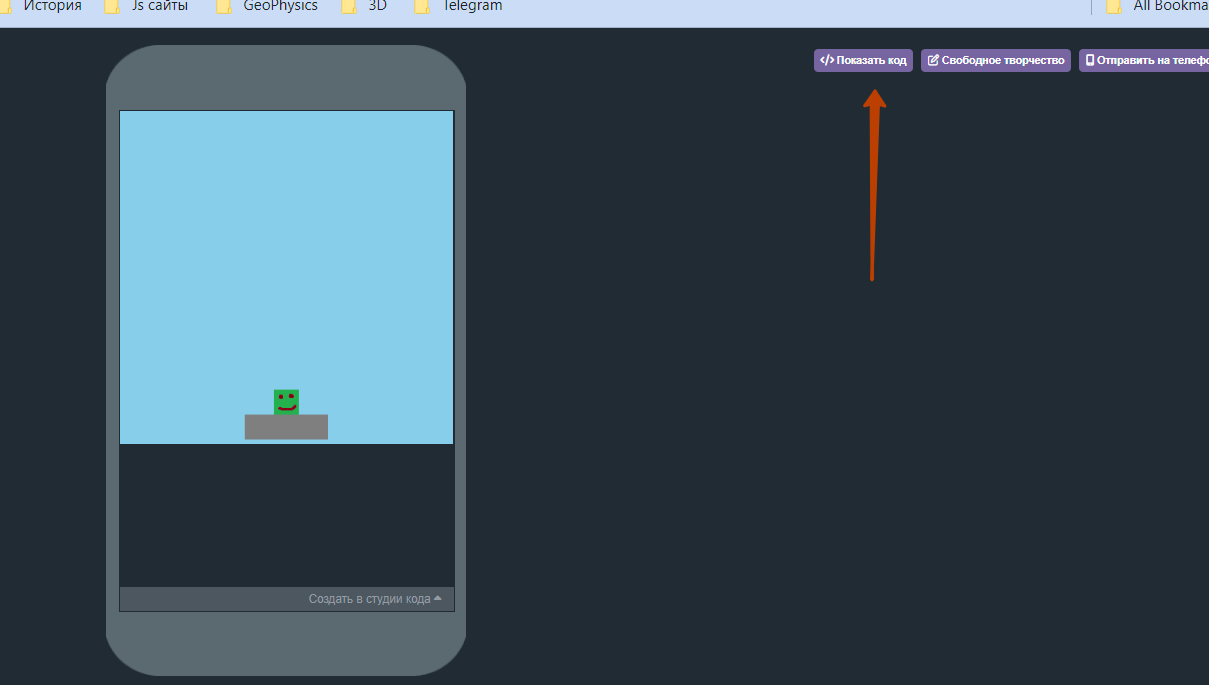 История Js сайты GeoPhysics 3D Telegram All Bookma
Показать код Свободное творчество Отправить на телефо
Создать в студии кода